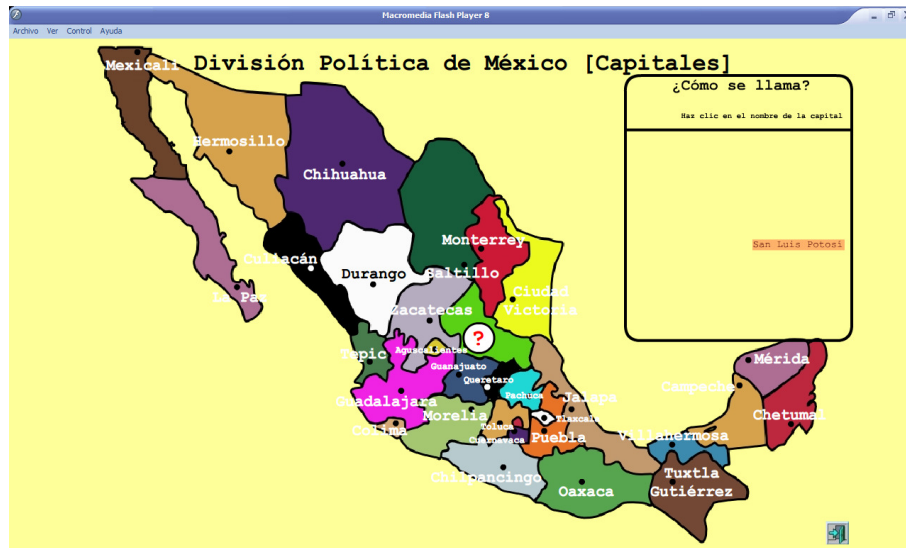 Macromedia Flash Player 8
Archivo Ver Control Ayuda
División Política de México [Capitales]
Mexicali
¿Cómo se llama?
Haz clic en el nombre de la capital
Hermosillo
Chihuahua
San Luis Potosí
Monterrey
Culiacán
Durango
Saltillo
La Paz
Ciudad
Victoria
Zacatecas
?
Tepic
Aguscalientes
Guanajuato
Mérida
Queretaro
Campeche
Pachuca
Guadalajara
Jalapa
Morelia
Chetumal
Tlaxcala
Colima
Toluca
Puebla
Villahermosa
Cuernavaca
Chilpancingo
Tuxtla
Gutiérrez
Oaxaca